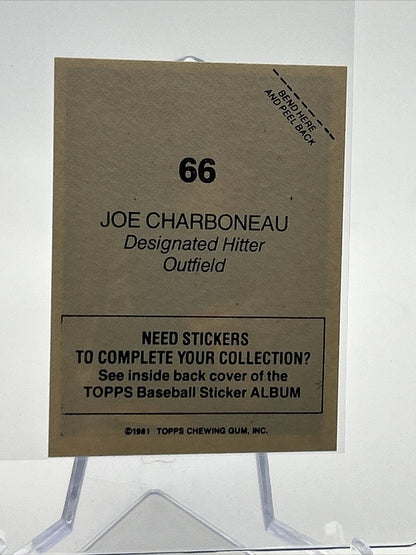 BEND HERE
AND PEEL BACK
66
JOE CHARBONEAU
Designated Hitter
Outfield
NEED STICKERS
TO COMPLETE YOUR COLLECTION?
See inside back cover of the
TOPPS Baseball Sticker ALBUM
©1981 TOPPS CHEWING GUM, INC.